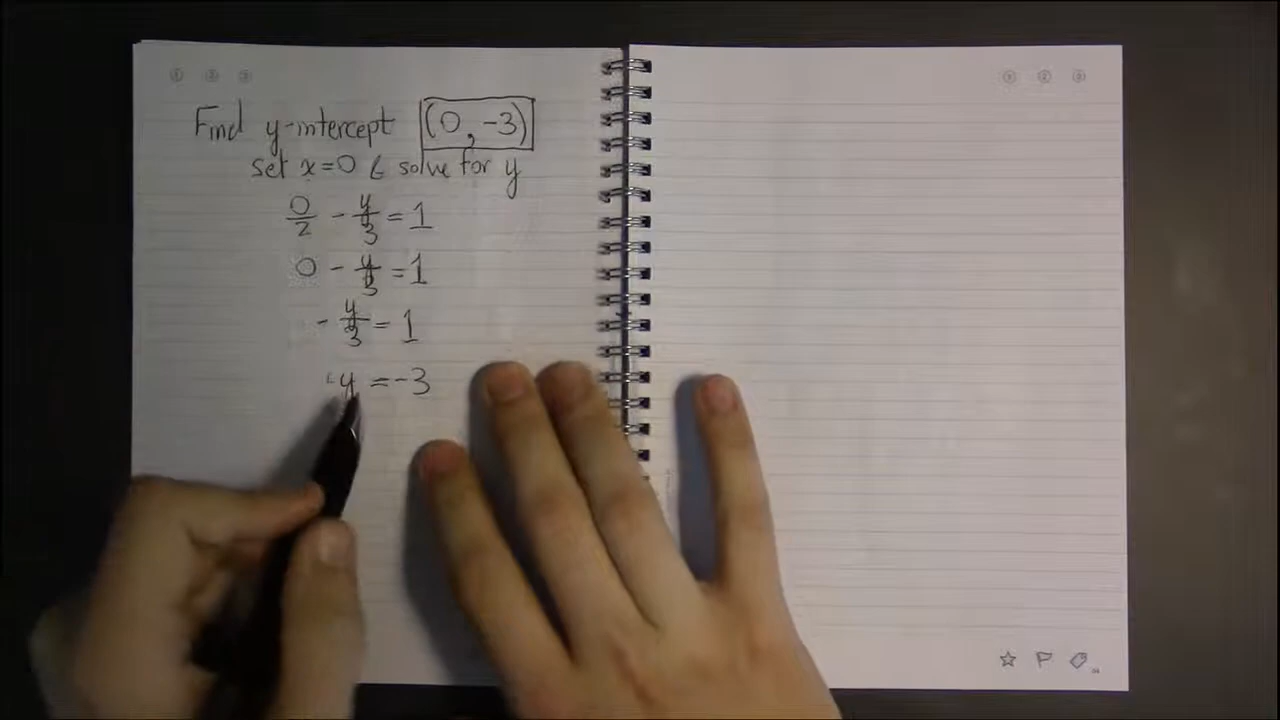 Find y-intercept (0, -3)
set x=0 & solve for y
0/2 - y/3 = 1
0 - y/3 = 1
- y/3 = 1
y = -3